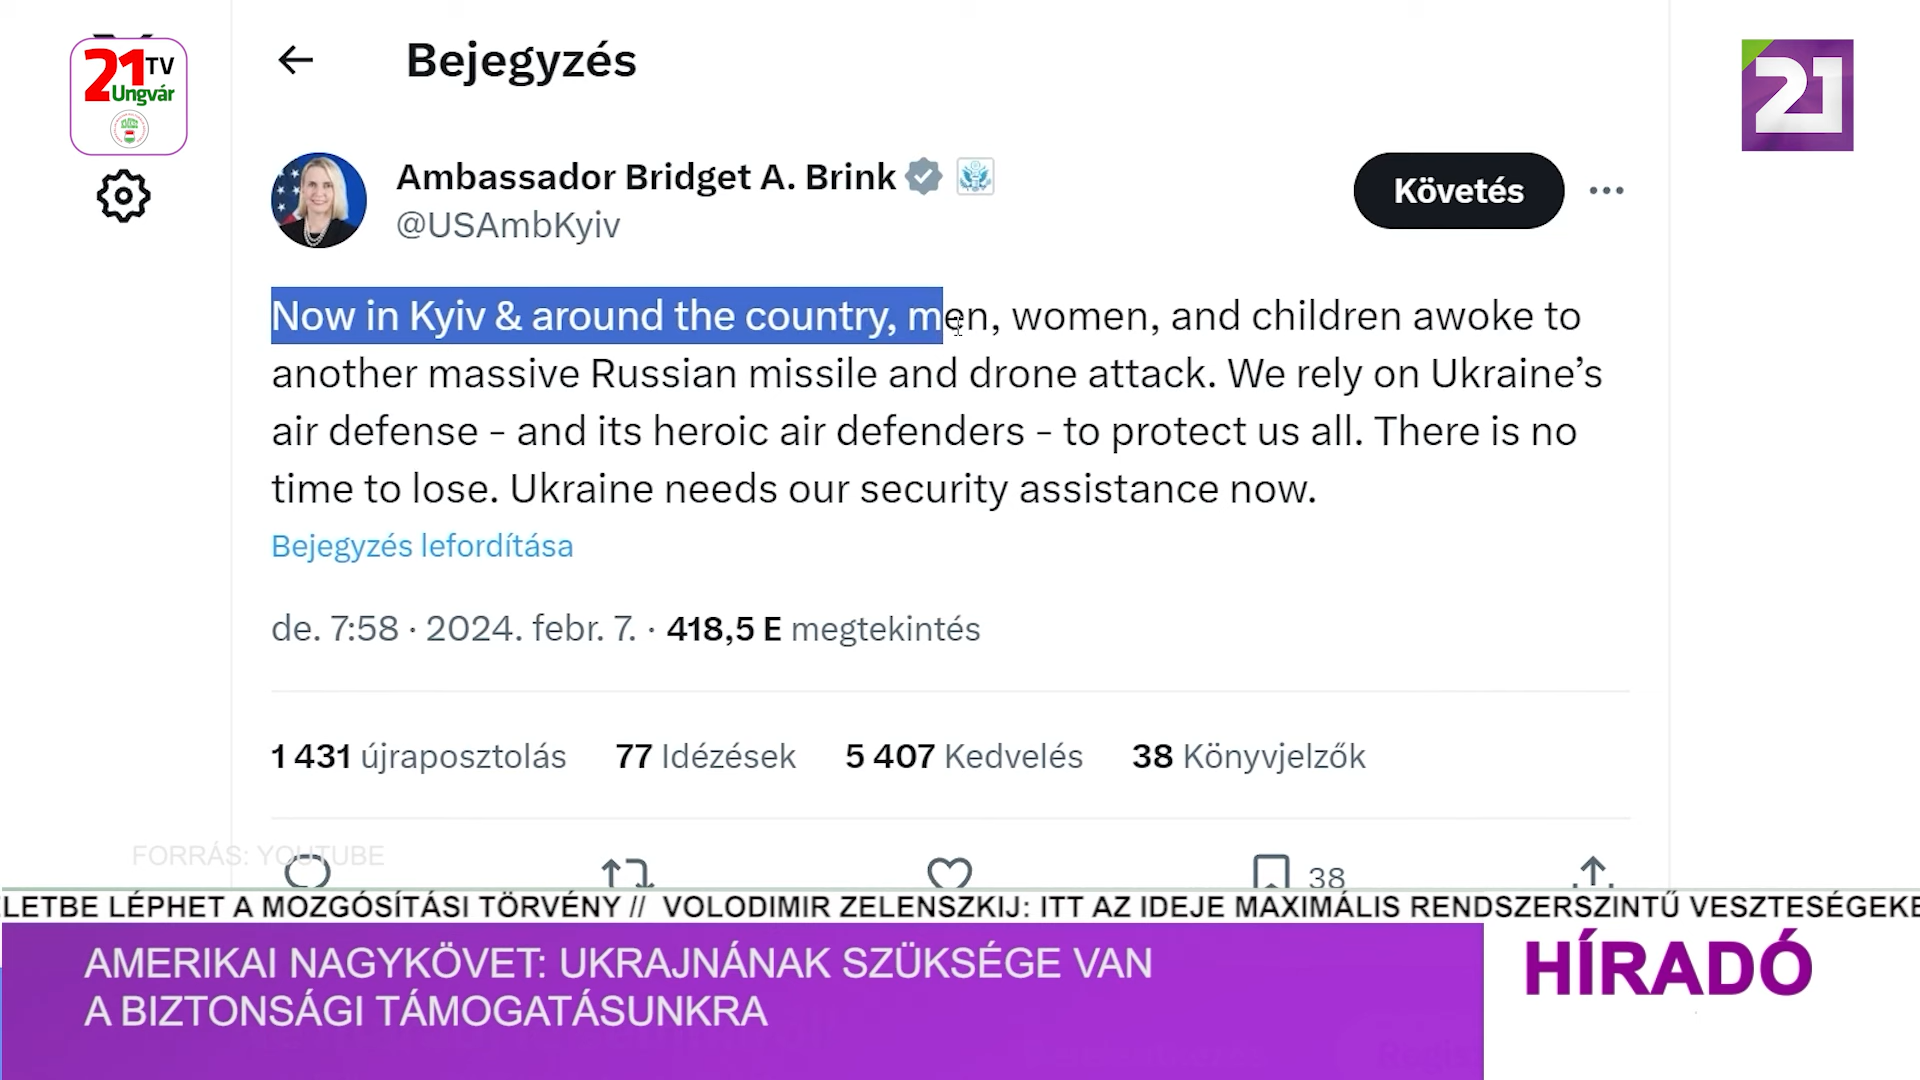 21 TV
Ungvár
21
Bejegyzés
Ambassador Bridget A. Brink
@USAmbKyiv
Követés
Now in Kyiv & around the country, men, women, and children awoke to
another massive Russian missile and drone attack. We rely on Ukraine’s
air defense - and its heroic air defenders - to protect us all. There is no
time to lose. Ukraine needs our security assistance now.
Bejegyzés lefordítása
de. 7:58 · 2024. febr. 7. · 418,5 E megtekintés
1 431 újraposztolás 77 Idézések 5 407 Kedvelés 38 Könyvjelzők
FORRÁS: YOUTUBE
38
LETBE LÉPHET A MOZGÓSÍTÁSI TÖRVÉNY // VOLODIMIR ZELENSZKIJ: ITT AZ IDEJE MAXIMÁLIS RENDSZERSZINTŰ VESZTESÉGEKE
AMERIKAI NAGYKÖVET: UKRAJNÁNAK SZÜKSÉGE VAN
A BIZTONSÁGI TÁMOGATÁSUNKRA
HÍRADÓ